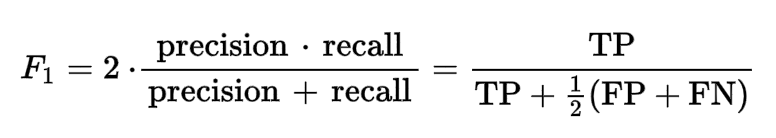 F₁ = 2 · (precision · recall)/(precision + recall) = TP/(TP + ½(FP + FN))